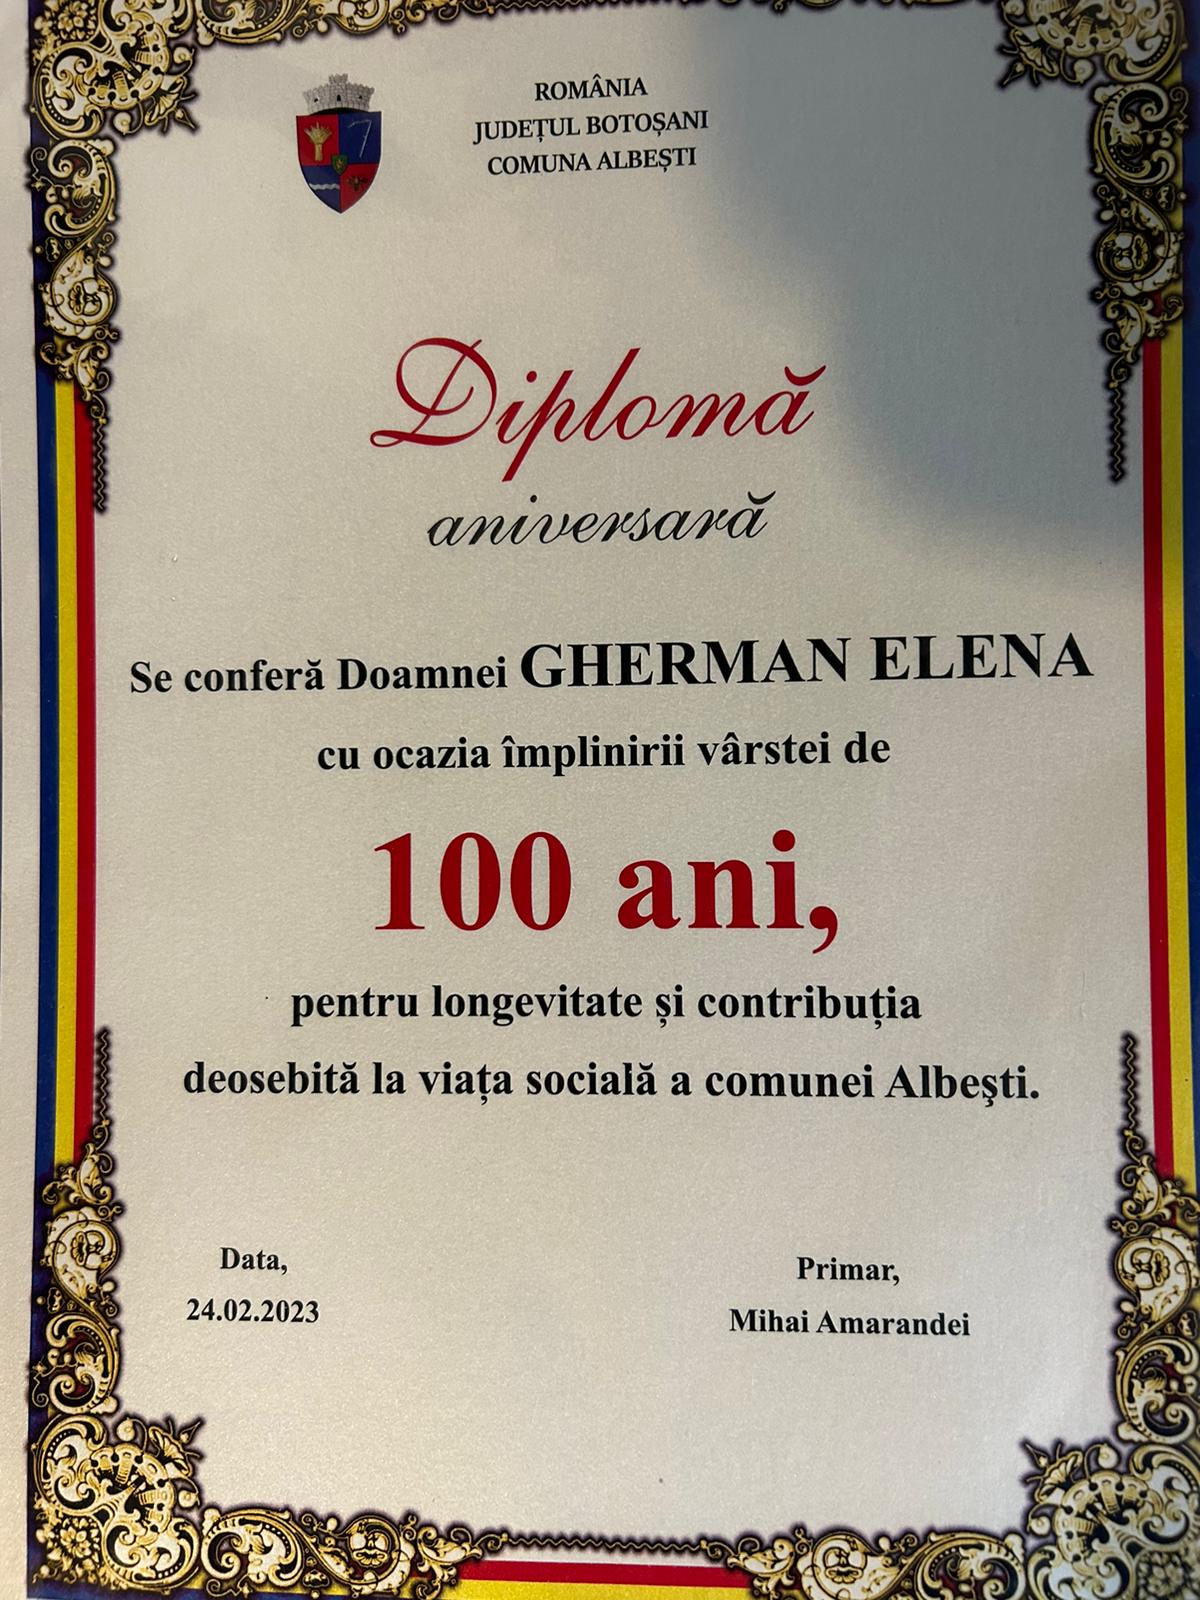 ROMÂNIA
JUDEȚUL BOTOȘANI
COMUNA ALBEȘTI
Diplomă
aniversară
Se conferă Doamnei GHERMAN ELENA
cu ocazia împlinirii vârstei de
100 ani,
pentru longevitate și contribuția
deosebită la viața socială a comunei Albeşti.
Data,
24.02.2023
Primar,
Mihai Amarandei